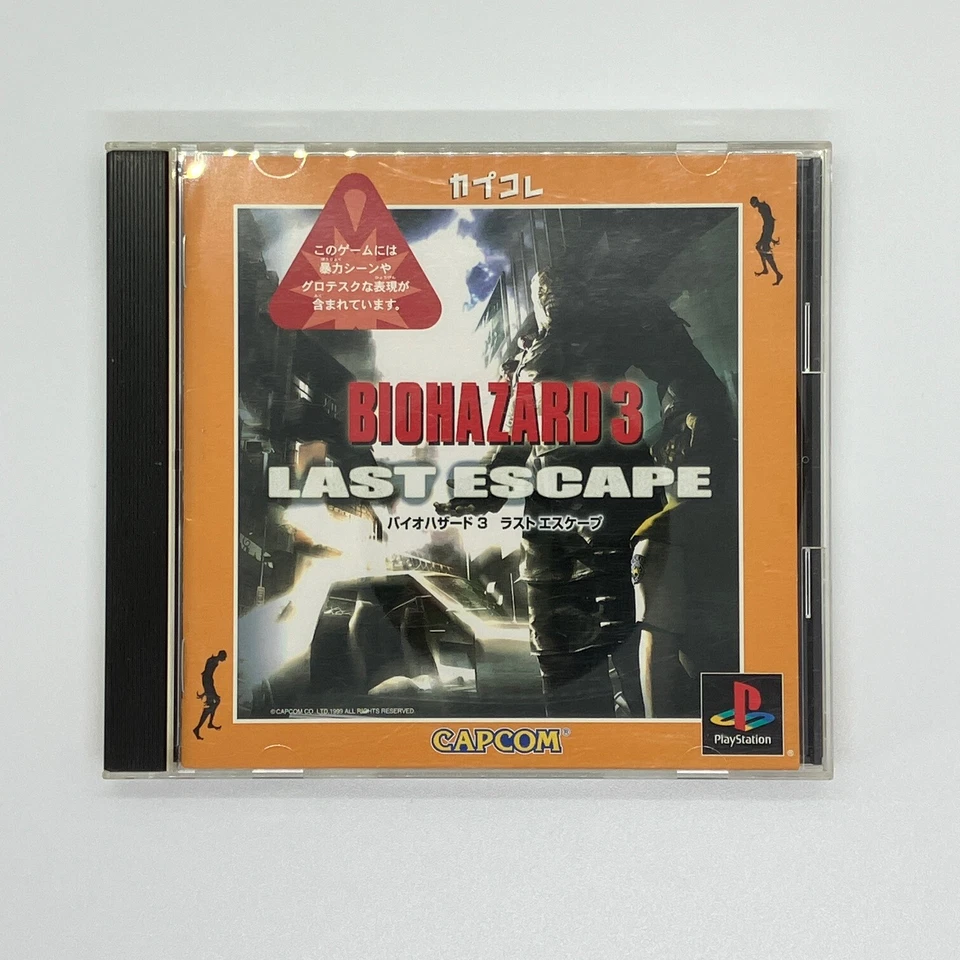 カプコレ
このゲームには
暴力シーンや
グロテスクな表現が
含まれています。
BIOHAZARD 3
LAST ESCAPE
バイオハザード 3 ラスト エスケープ
©CAPCOM CO., LTD. 1999 ALL RIGHTS RESERVED.
CAPCOM®
PlayStation
®